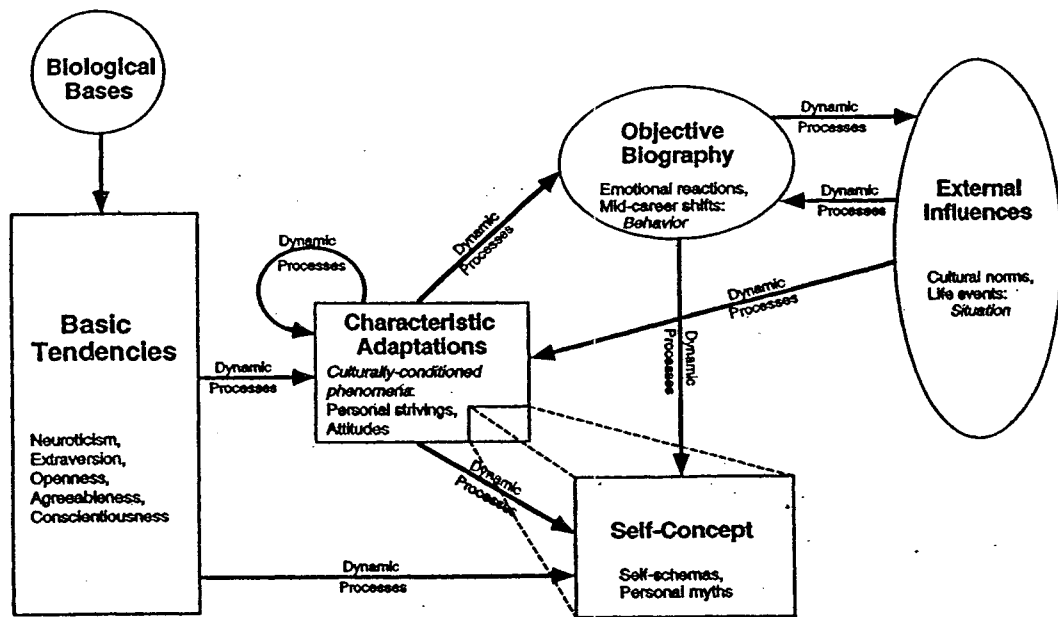 Biological
Bases
Basic
Tendencies
Neuroticism,
Extraversion,
Openness,
Agreeableness,
Conscientiousness
Dynamic
Processes
Dynamic
Processes
Characteristic
Adaptations
Culturally-conditioned
phenomena:
Personal strivings,
Attitudes
Dynamic
Processes
Objective
Biography
Emotional reactions,
Mid-career shifts:
Behavior
Dynamic
Processes
Dynamic
Processes
External
Influences
Cultural norms,
Life events:
Situation
Dynamic
Processes
Dynamic
Processes
Dynamic
Processes
Dynamic
Processes
Self-Concept
Self-schemas,
Personal myths